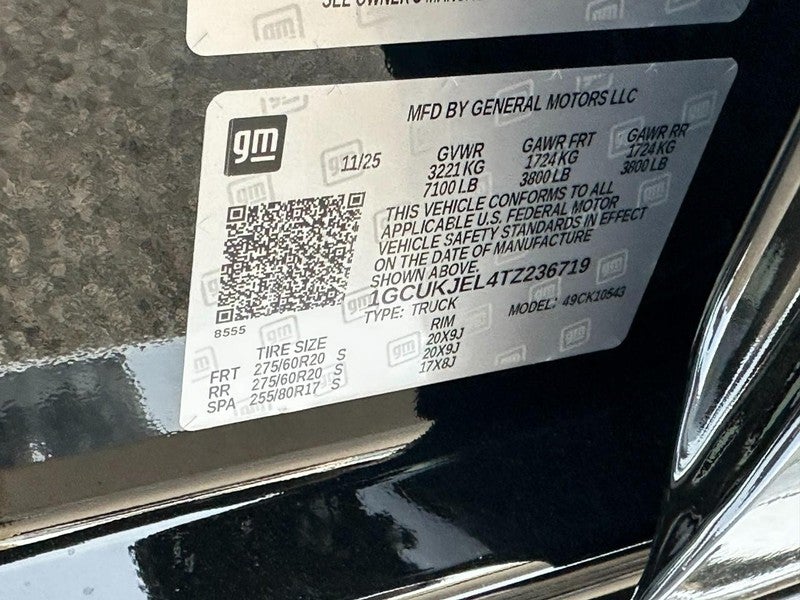 SEE OWNER'S MANUAL
gm
MFD BY GENERAL MOTORS LLC
11/25
GVWR GAWR FRT GAWR RR
3221 KG 1724 KG 1724 KG
7100 LB 3800 LB 3800 LB
THIS VEHICLE CONFORMS TO ALL
APPLICABLE U.S. FEDERAL MOTOR
VEHICLE SAFETY STANDARDS IN EFFECT
ON THE DATE OF MANUFACTURE
SHOWN ABOVE.
1GCUKJEL4TZ236719
TYPE: TRUCK MODEL: 49CK10543
8555
TIRE SIZE RIM
FRT 275/60R20 S 20X9J
RR 275/60R20 S 20X9J
SPA 255/80R17 S 17X8J